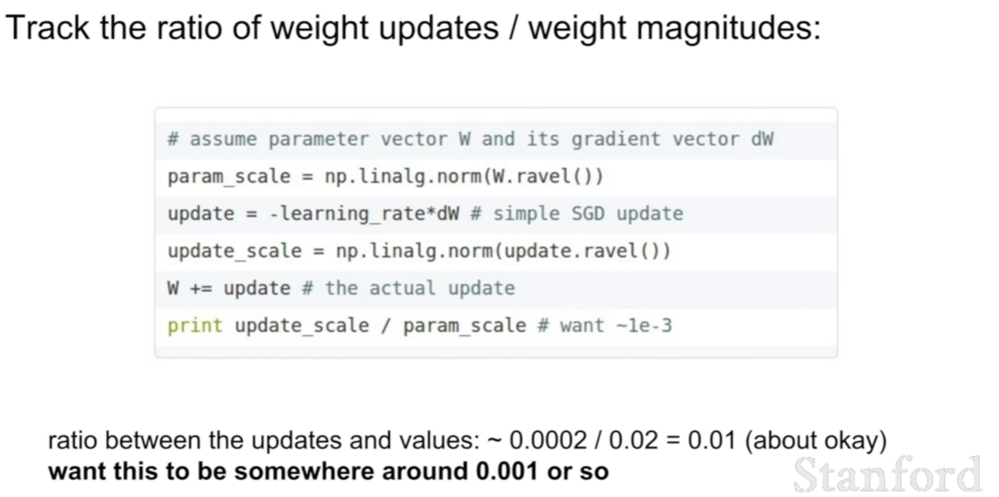 Track the ratio of weight updates / weight magnitudes:
# assume parameter vector W and its gradient vector dW
param_scale = np.linalg.norm(W.ravel())
update = -learning_rate*dW # simple SGD update
update_scale = np.linalg.norm(update.ravel())
W += update # the actual update
print update_scale / param_scale # want ~1e-3
ratio between the updates and values: ~ 0.0002 / 0.02 = 0.01 (about okay)
want this to be somewhere around 0.001 or so
Stanford